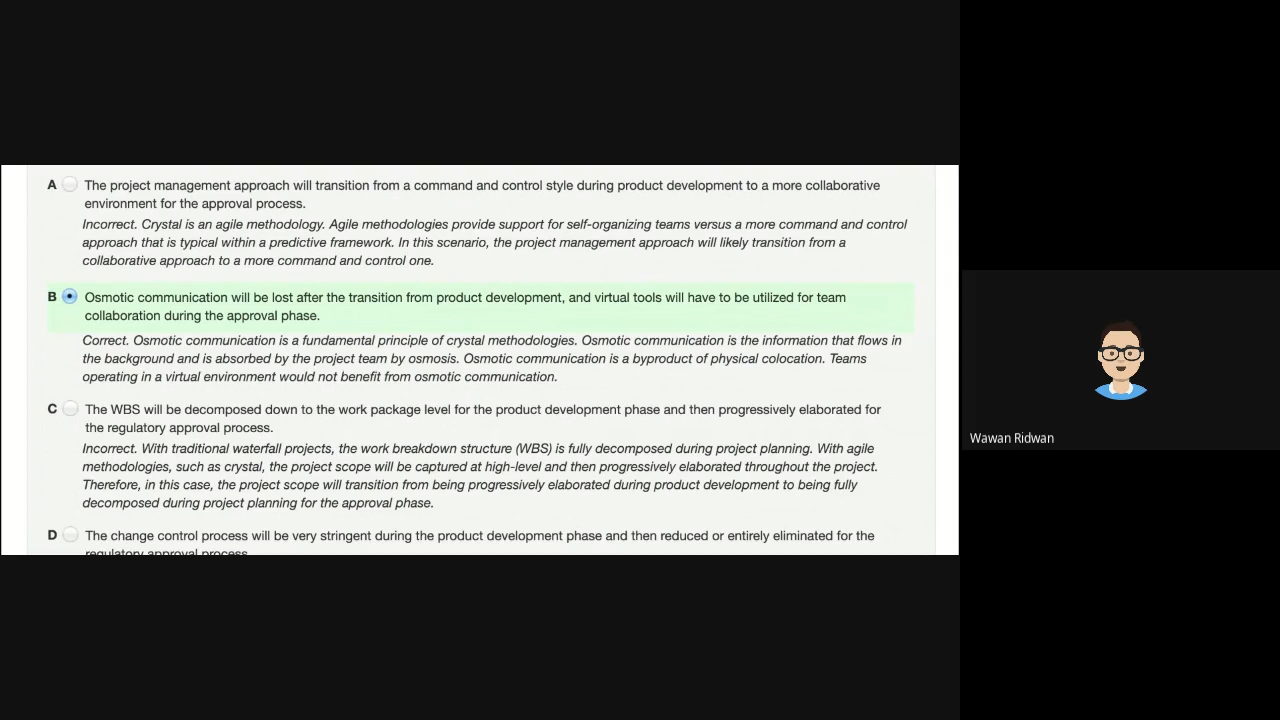 A The project management approach will transition from a command and control style during product development to a more collaborative
environment for the approval process.
Incorrect. Crystal is an agile methodology. Agile methodologies provide support for self-organizing teams versus a more command and control
approach that is typical within a predictive framework. In this scenario, the project management approach will likely transition from a
collaborative approach to a more command and control one.
B Osmotic communication will be lost after the transition from product development, and virtual tools will have to be utilized for team
collaboration during the approval phase.
Correct. Osmotic communication is a fundamental principle of crystal methodologies. Osmotic communication is the information that flows in
the background and is absorbed by the project team by osmosis. Osmotic communication is a byproduct of physical colocation. Teams
operating in a virtual environment would not benefit from osmotic communication.
C The WBS will be decomposed down to the work package level for the product development phase and then progressively elaborated for
the regulatory approval process.
Incorrect. With traditional waterfall projects, the work breakdown structure (WBS) is fully decomposed during project planning. With agile
methodologies, such as crystal, the project scope will be captured at high-level and then progressively elaborated throughout the project.
Therefore, in this case, the project scope will transition from being progressively elaborated during product development to being fully
decomposed during project planning for the approval phase.
D The change control process will be very stringent during the product development phase and then reduced or entirely eliminated for the
regulatory approval process.
Wawan Ridwan